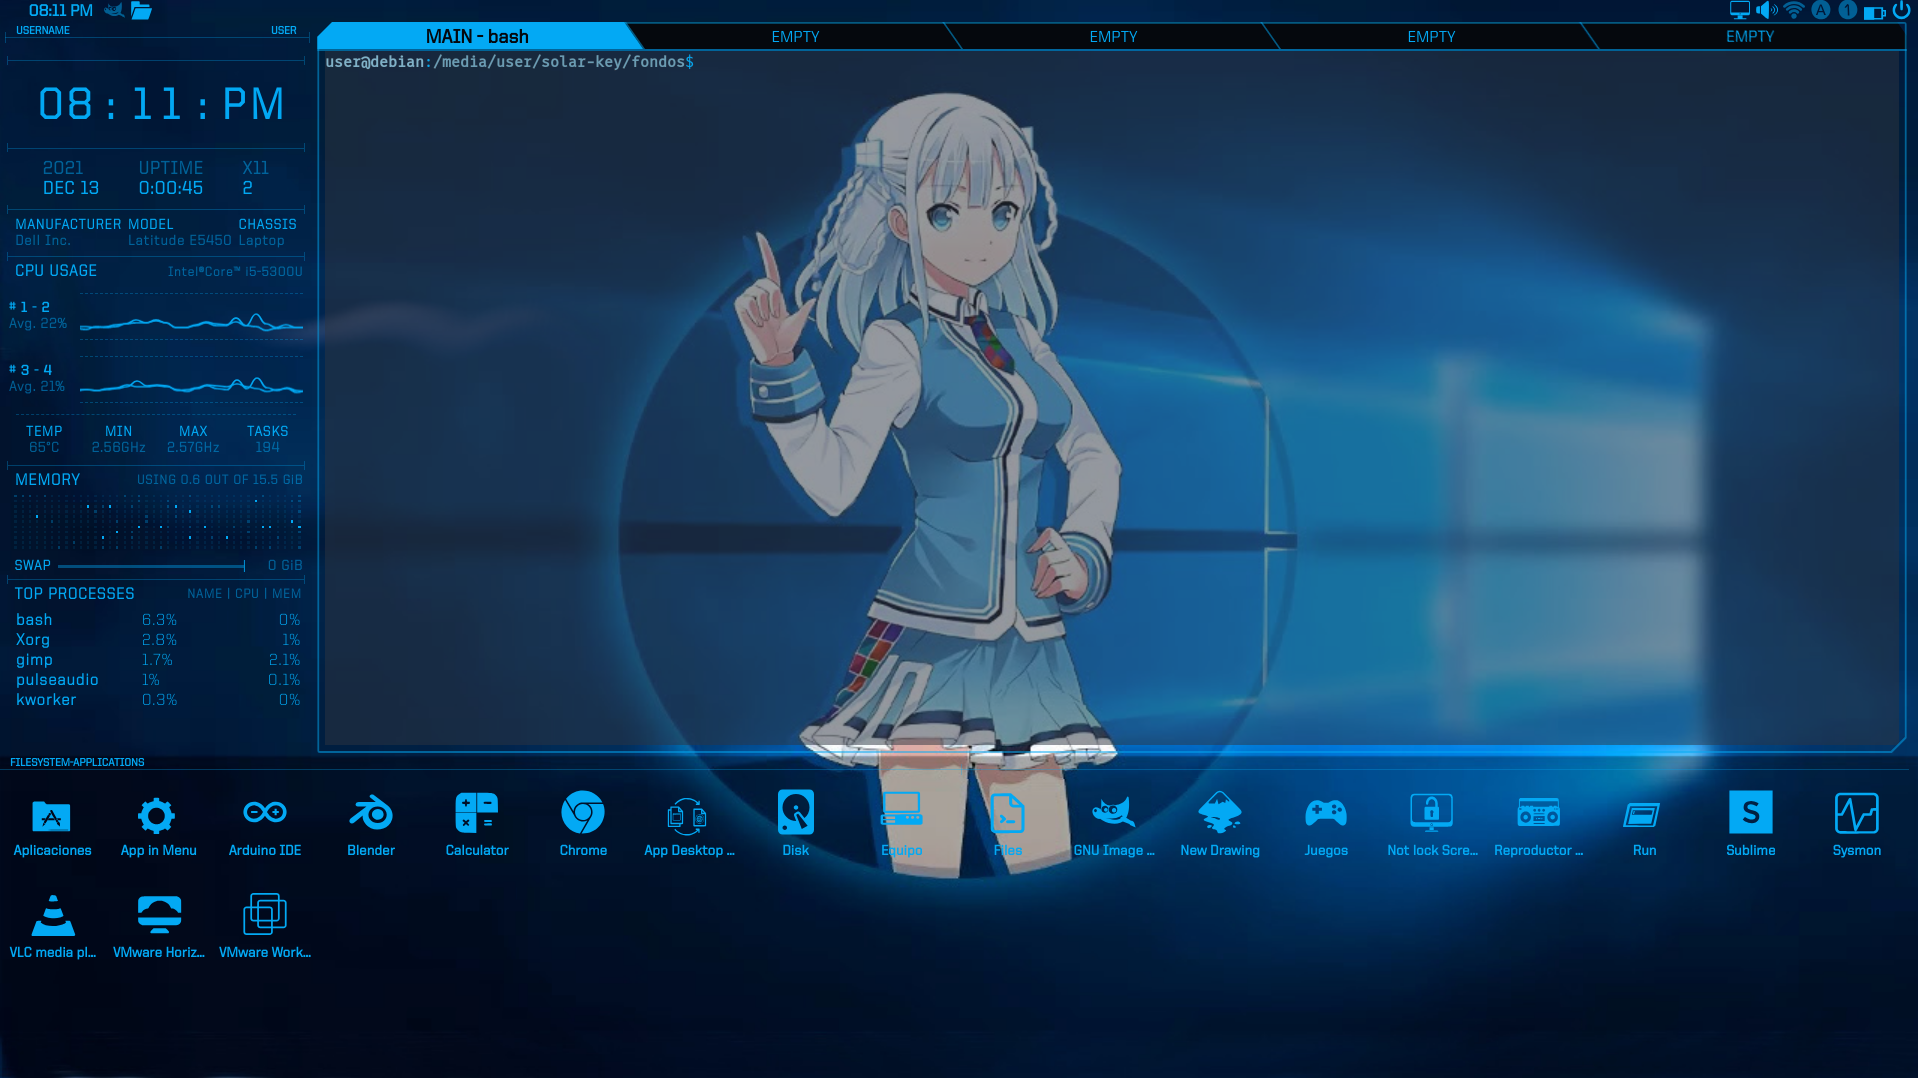 08:11 PM
USERNAME USER
MAIN - bash EMPTY EMPTY EMPTY EMPTY
A 1
user@debian:/media/user/solar-key/fondos$
08:11:PM
2021 UPTIME X11
DEC 13 0:00:45 2
MANUFACTURER MODEL CHASSIS
Dell Inc. Latitude E5450 Laptop
CPU USAGE Intel®Core™ i5-5300U
# 1 - 2
Avg. 22%
# 3 - 4
Avg. 21%
TEMP MIN MAX TASKS
65°C 2.56GHz 2.57GHz 194
MEMORY USING 0.6 OUT OF 15.5 GiB
SWAP 0 GiB
TOP PROCESSES NAME | CPU | MEM
bash 6.3% 0%
Xorg 2.8% 1%
gimp 1.7% 2.1%
pulseaudio 1% 0.1%
kworker 0.3% 0%
FILESYSTEM-APPLICATIONS
Aplicaciones App in Menu Arduino IDE Blender Calculator Chrome App Desktop ... Disk Equipo Files GNU Image ... New Drawing Juegos Not lock Scre... Reproductor ... Run Sublime Sysmon
VLC media pl... VMware Horiz... VMware Work...